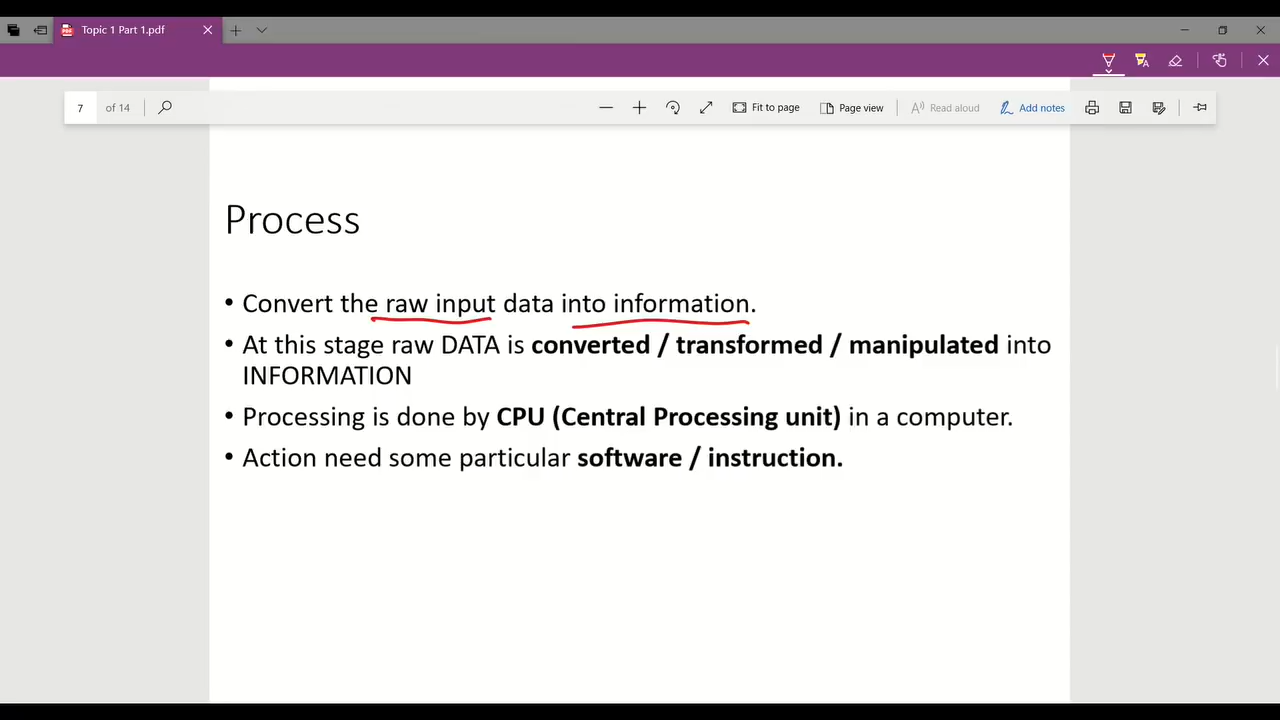 Topic 1 Part 1.pdf
7 of 14 Fit to page Page view Read aloud Add notes
Process
• Convert the raw input data into information.
• At this stage raw DATA is converted / transformed / manipulated into
INFORMATION
• Processing is done by CPU (Central Processing unit) in a computer.
• Action need some particular software / instruction.